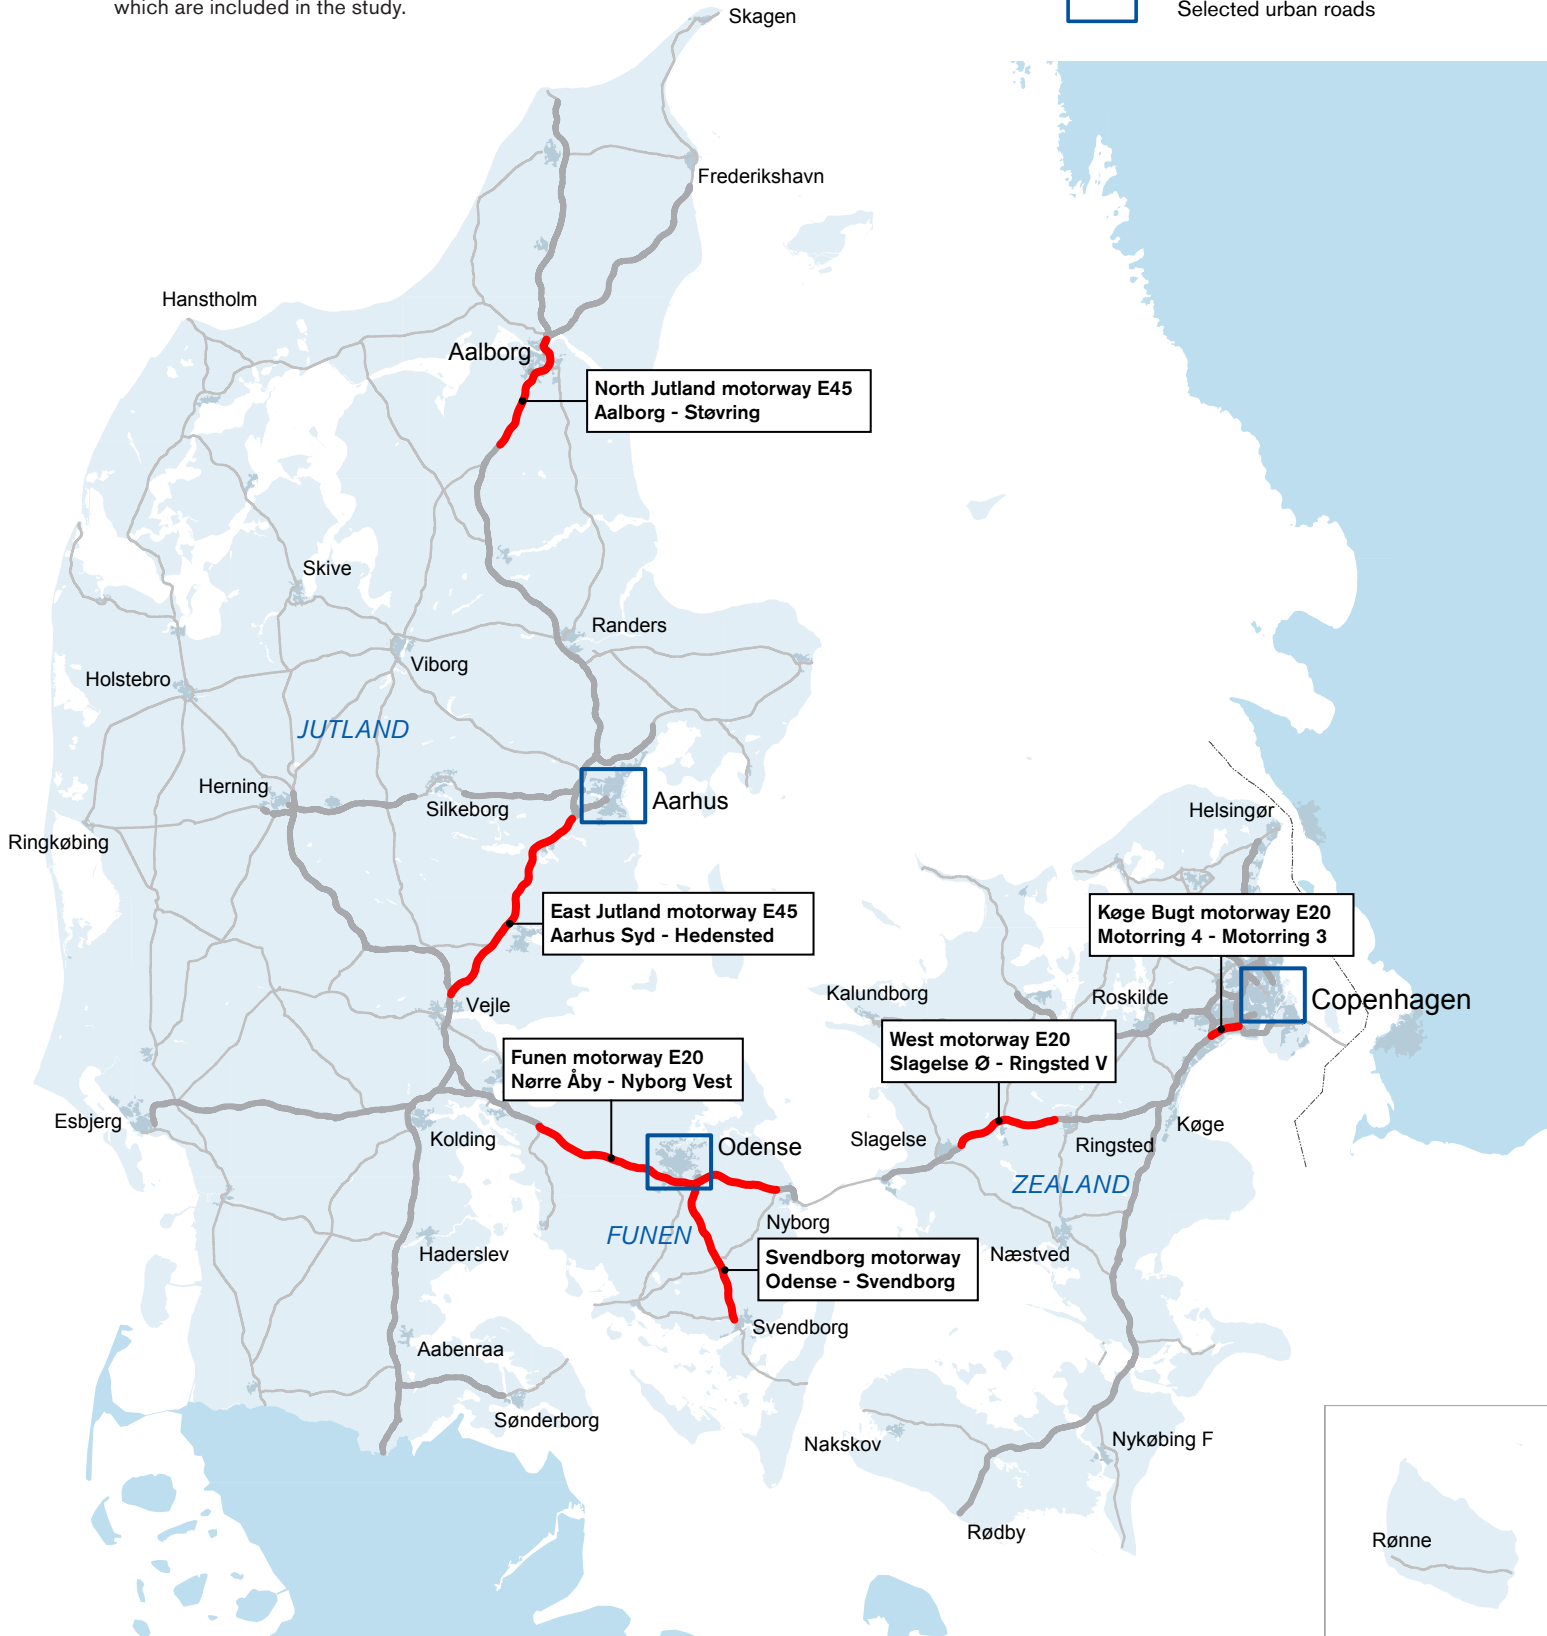 which are included in the study.
Selected urban roads
Skagen
Frederikshavn
Hanstholm
Aalborg
North Jutland motorway E45
Aalborg - Støvring
Skive
Randers
Viborg
Holstebro
JUTLAND
Herning
Silkeborg
Aarhus
Helsingør
Ringkøbing
East Jutland motorway E45
Aarhus Syd - Hedensted
Køge Bugt motorway E20
Motorring 4 - Motorring 3
Kalundborg
Roskilde
Copenhagen
Vejle
West motorway E20
Slagelse Ø - Ringsted V
Funen motorway E20
Nørre Åby - Nyborg Vest
Esbjerg
Kolding
Odense
Slagelse
Ringsted
Køge
ZEALAND
Nyborg
FUNEN
Haderslev
Næstved
Svendborg motorway
Odense - Svendborg
Svendborg
Aabenraa
Sønderborg
Nakskov
Nykøbing F
Rødby
Rønne